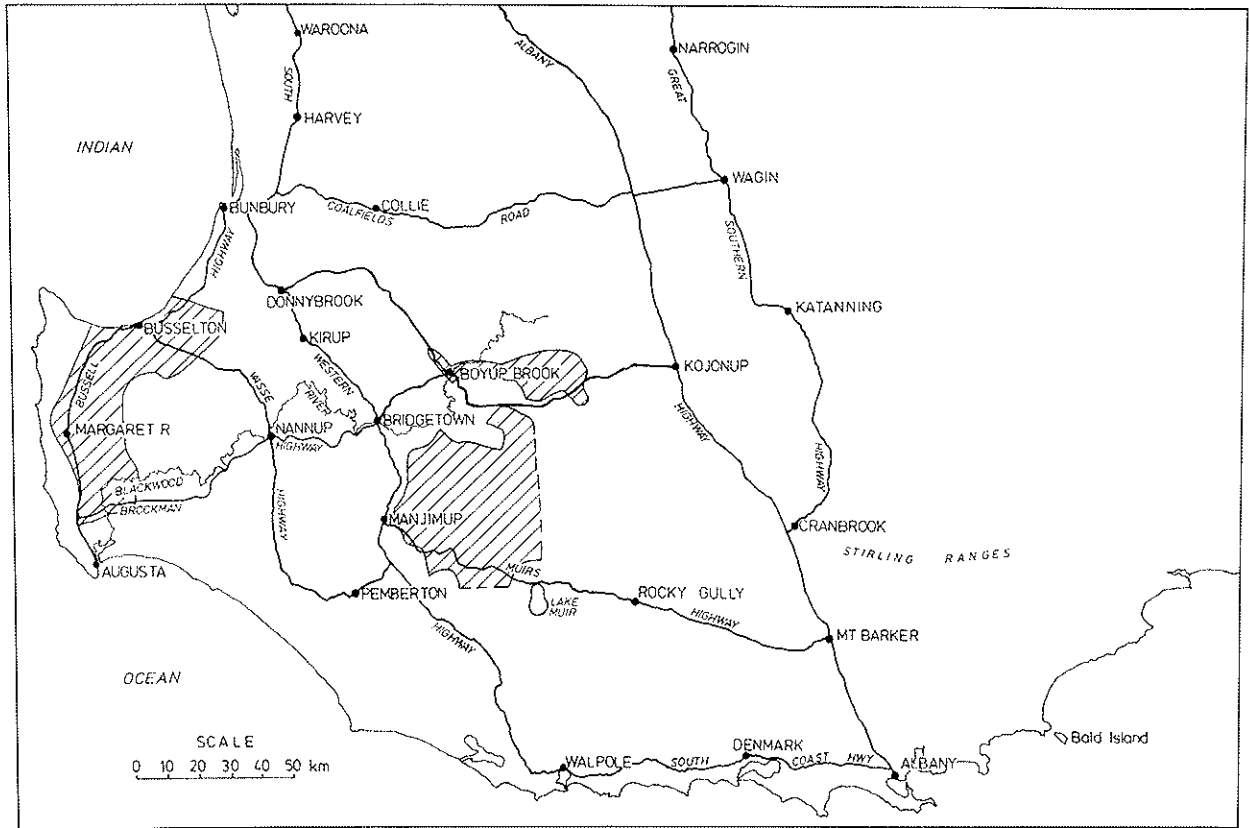 WAROONA
SOUTH
HARVEY
ALBANY
NARROGIN
GREAT
INDIAN
WAGIN
BUNBURY
COLLIE
COALFIELDS
ROAD
HIGHWAY
SOUTHERN
DONNYBROOK
KATANNING
BUSSELTON
KIRUP
WESTERN
BOYUP BROOK
KOJONUP
BUSSELL
VASSE
RIVER
BRIDGETOWN
HIGHWAY
MARGARET R
NANNUP
HIGHWAY
HIGHWAY
BLACKWOOD
BROCKMAN
HIGHWAY
MANJIMUP
CRANBROOK
STIRLING RANGES
AUGUSTA
MUIRS
PEMBERTON
LAKE
MUIR
ROCKY GULLY
HIGHWAY
HIGHWAY
MT BARKER
OCEAN
SCALE
0 10 20 30 50 km
Bald Island
DENMARK
WALPOLE
SOUTH
COAST
HWY
ALBANY